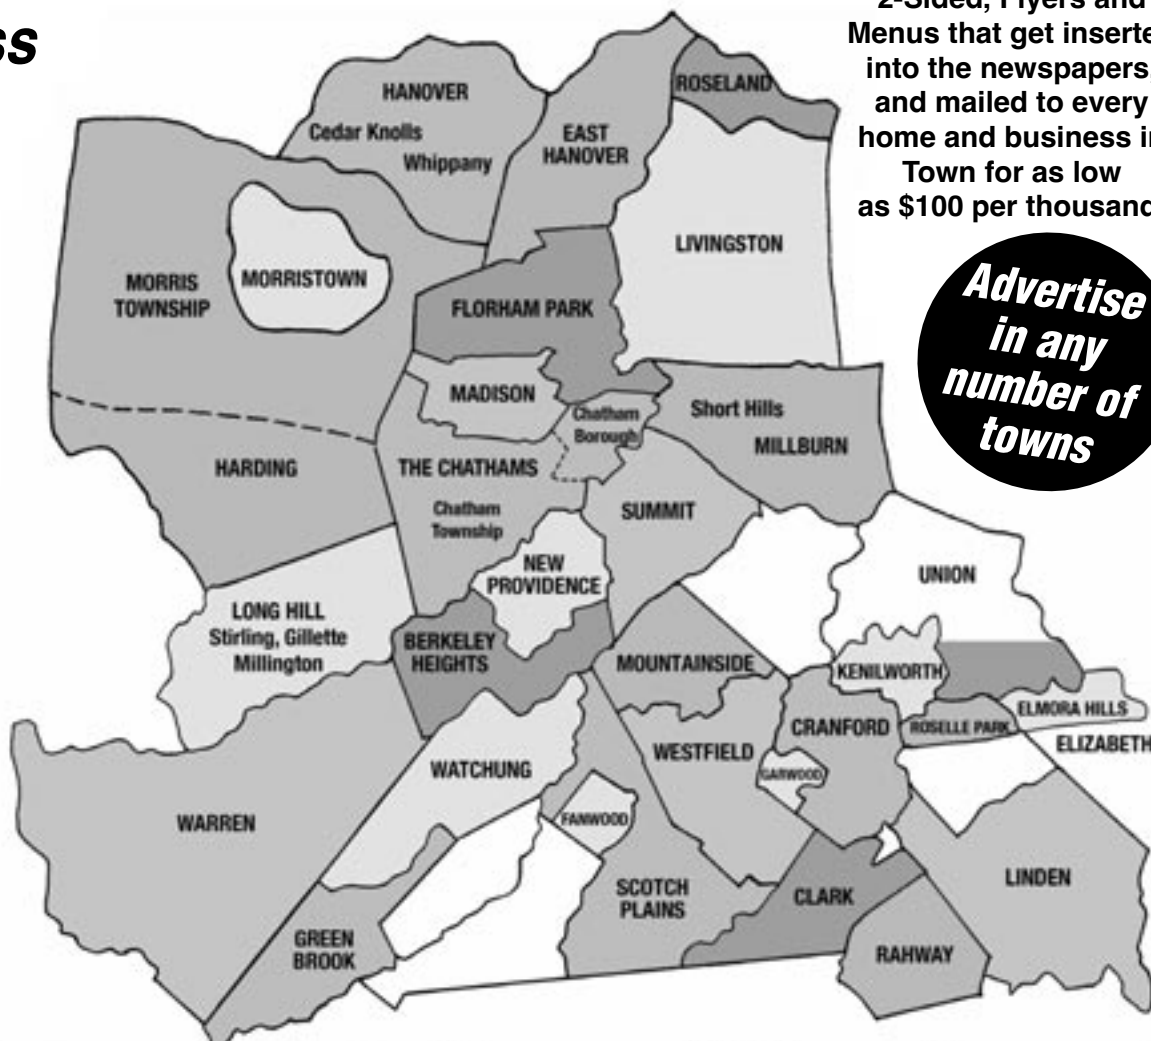 ss
2-Sided, Flyers and
Menus that get inserte
into the newspapers,
and mailed to every
home and business in
Town for as low
as $100 per thousand
Advertise
in any
number of
towns
HANOVER
Cedar Knolls
Whippany
EAST
HANOVER
ROSELAND
LIVINGSTON
MORRIS
TOWNSHIP
MORRISTOWN
FLORHAM PARK
MADISON
Chatham
Borough
Short Hills
MILLBURN
HARDING
THE CHATHAMS
Chatham
Township
SUMMIT
NEW
PROVIDENCE
UNION
LONG HILL
Stirling, Gillette
Millington
BERKELEY
HEIGHTS
MOUNTAINSIDE
KENILWORTH
ELMORA HILLS
ROSELLE PARK
ELIZABETH
CRANFORD
WESTFIELD
GARWOOD
WATCHUNG
FANWOOD
WARREN
SCOTCH
PLAINS
CLARK
LINDEN
GREEN
BROOK
RAHWAY